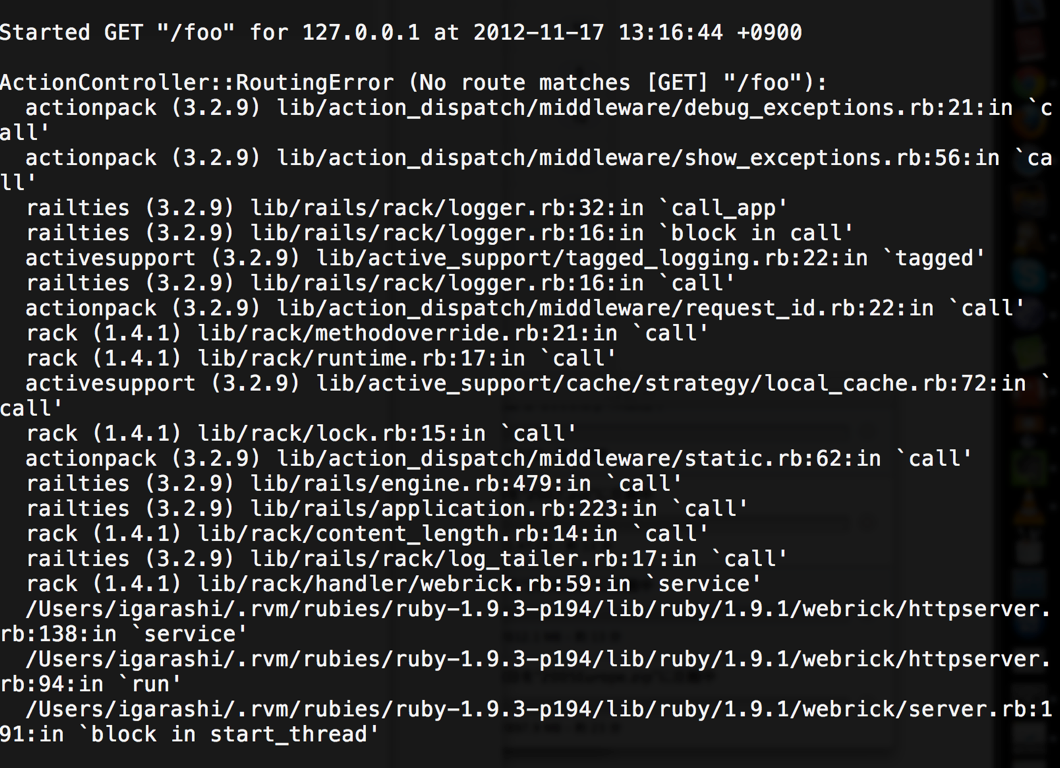 Started GET "/foo" for 127.0.0.1 at 2012-11-17 13:16:44 +0900
ActionController::RoutingError (No route matches [GET] "/foo"):
  actionpack (3.2.9) lib/action_dispatch/middleware/debug_exceptions.rb:21:in `c
all'
  actionpack (3.2.9) lib/action_dispatch/middleware/show_exceptions.rb:56:in `ca
ll'
  railties (3.2.9) lib/rails/rack/logger.rb:32:in `call_app'
  railties (3.2.9) lib/rails/rack/logger.rb:16:in `block in call'
  activesupport (3.2.9) lib/active_support/tagged_logging.rb:22:in `tagged'
  railties (3.2.9) lib/rails/rack/logger.rb:16:in `call'
  actionpack (3.2.9) lib/action_dispatch/middleware/request_id.rb:22:in `call'
  rack (1.4.1) lib/rack/methodoverride.rb:21:in `call'
  rack (1.4.1) lib/rack/runtime.rb:17:in `call'
  activesupport (3.2.9) lib/active_support/cache/strategy/local_cache.rb:72:in `
call'
  rack (1.4.1) lib/rack/lock.rb:15:in `call'
  actionpack (3.2.9) lib/action_dispatch/middleware/static.rb:62:in `call'
  railties (3.2.9) lib/rails/engine.rb:479:in `call'
  railties (3.2.9) lib/rails/application.rb:223:in `call'
  rack (1.4.1) lib/rack/content_length.rb:14:in `call'
  railties (3.2.9) lib/rails/rack/log_tailer.rb:17:in `call'
  rack (1.4.1) lib/rack/handler/webrick.rb:59:in `service'
  /Users/igarashi/.rvm/rubies/ruby-1.9.3-p194/lib/ruby/1.9.1/webrick/httpserver.
rb:138:in `service'
  /Users/igarashi/.rvm/rubies/ruby-1.9.3-p194/lib/ruby/1.9.1/webrick/httpserver.
rb:94:in `run'
  /Users/igarashi/.rvm/rubies/ruby-1.9.3-p194/lib/ruby/1.9.1/webrick/server.rb:1
91:in `block in start_thread'